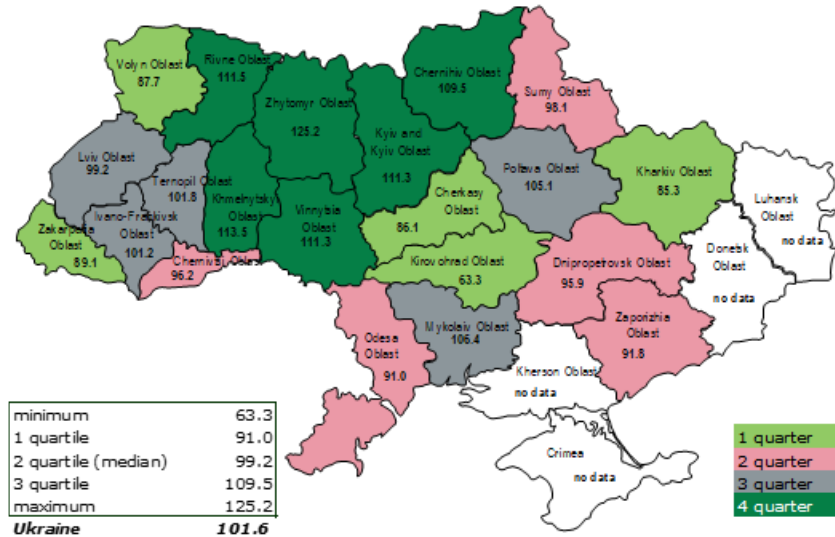 Volyn Oblast
87.7
Rivne Oblast
111.5
Zhytomyr Oblast
125.2
Kyiv and
Kyiv Oblast
111.3
Chernihiv Oblast
109.5
Sumy Oblast
98.1
Lviv Oblast
99.2
Ternopil Oblast
101.8
Khmelnytsky
Oblast
113.5
Vinnytsia
Oblast
111.3
Cherkasy
Oblast
86.1
Poltava Oblast
105.1
Kharkiv Oblast
85.3
Luhansk
Oblast
no data
Zakarpattia
Oblast
89.1
Ivano-Frankivsk
Oblast
101.2
Chernivtsi Oblast
96.2
Kirovohrad Oblast
63.3
Dnipropetrovsk Oblast
95.9
Donetsk
Oblast
no data
Odesa
Oblast
91.0
Mykolaiv Oblast
106.4
Zaporizhia
Oblast
91.8
Kherson Oblast
no data
Crimea
no data
minimum 63.3
1 quartile 91.0
2 quartile (median) 99.2
3 quartile 109.5
maximum 125.2
Ukraine 101.6
1 quarter
2 quarter
3 quarter
4 quarter